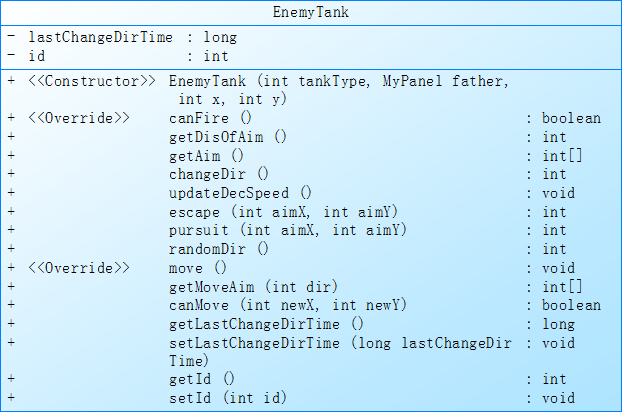 EnemyTank
- lastChangeDirTime : long
- id : int
+ <<Constructor>> EnemyTank (int tankType, MyPanel father,
int x, int y)
+ <<Override>> canFire () : boolean
+ getDisOfAim () : int
+ getAim () : int[]
+ changeDir () : int
+ updateDecSpeed () : void
+ escape (int aimX, int aimY) : int
+ pursuit (int aimX, int aimY) : int
+ randomDir () : int
+ <<Override>> move () : void
+ getMoveAim (int dir) : int[]
+ canMove (int newX, int newY) : boolean
+ getLastChangeDirTime () : long
+ setLastChangeDirTime (long lastChangeDir : void
Time)
+ getId () : int
+ setId (int id) : void